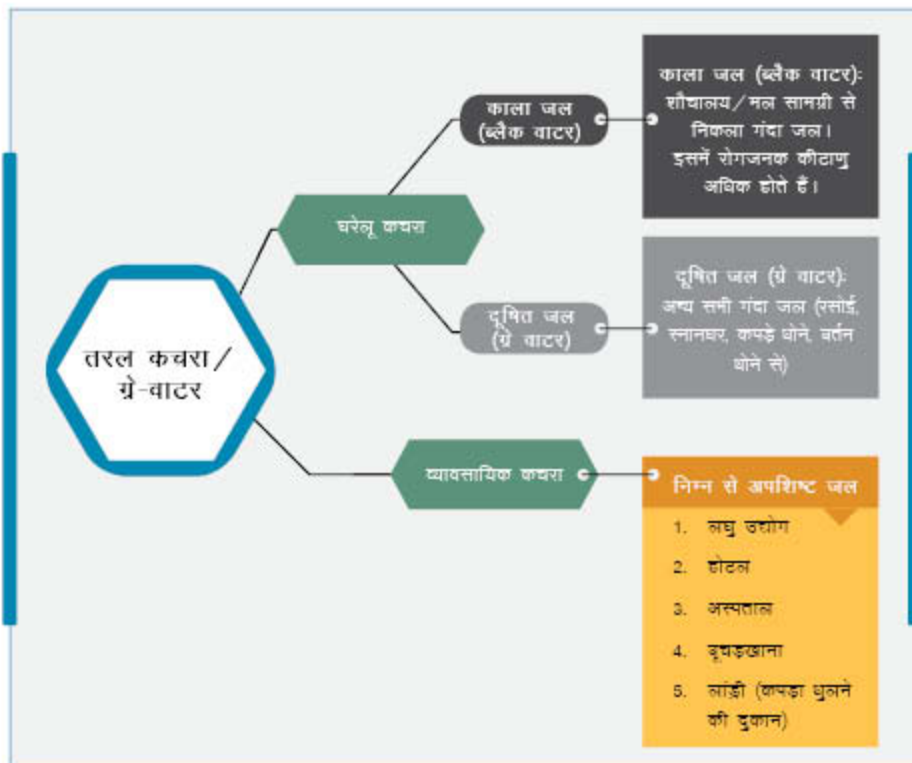 तरल कचरा /
ग्रे-वाटर
घरेलू कचरा
काला जल
(ब्लैक वाटर)
काला जल (ब्लैक वाटर):
शौचालय/मल सामग्री से
निकला गंदा जल।
इसमें रोगजनक कीटाणु
अधिक होते हैं।
दूषित जल
(ग्रे वाटर)
दूषित जल (ग्रे वाटर):
अन्य सभी गंदा जल (रसोई,
स्नानघर, कपड़े धोने, बर्तन
धोने से)
व्यावसायिक कचरा
निम्न से अपशिष्ट जल
1. लघु उद्योग
2. होटल
3. अस्पताल
4. बूचड़खाना
5. लांड्री (कपड़ा धुलने
की दुकान)